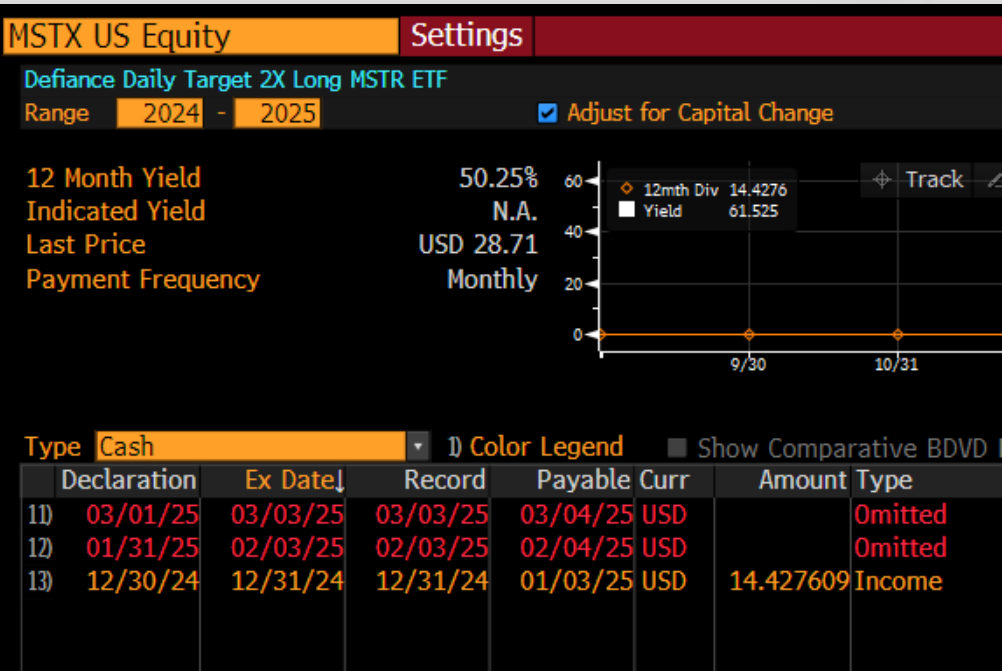 MSTX US Equity Settings
Defiance Daily Target 2X Long MSTR ETF
Range 2024 - 2025 Adjust for Capital Change
12 Month Yield 50.25%
Indicated Yield N.A.
Last Price USD 28.71
Payment Frequency Monthly
60
40
20
0
12mth Div 14.4276
Yield 61.525
Track
9/30 10/31
Type Cash 1) Color Legend Show Comparative BDVD
Declaration Ex Date↓ Record Payable Curr Amount Type
11) 03/01/25 03/03/25 03/03/25 03/04/25 USD Omitted
12) 01/31/25 02/03/25 02/03/25 02/04/25 USD Omitted
13) 12/30/24 12/31/24 12/31/24 01/03/25 USD 14.427609 Income